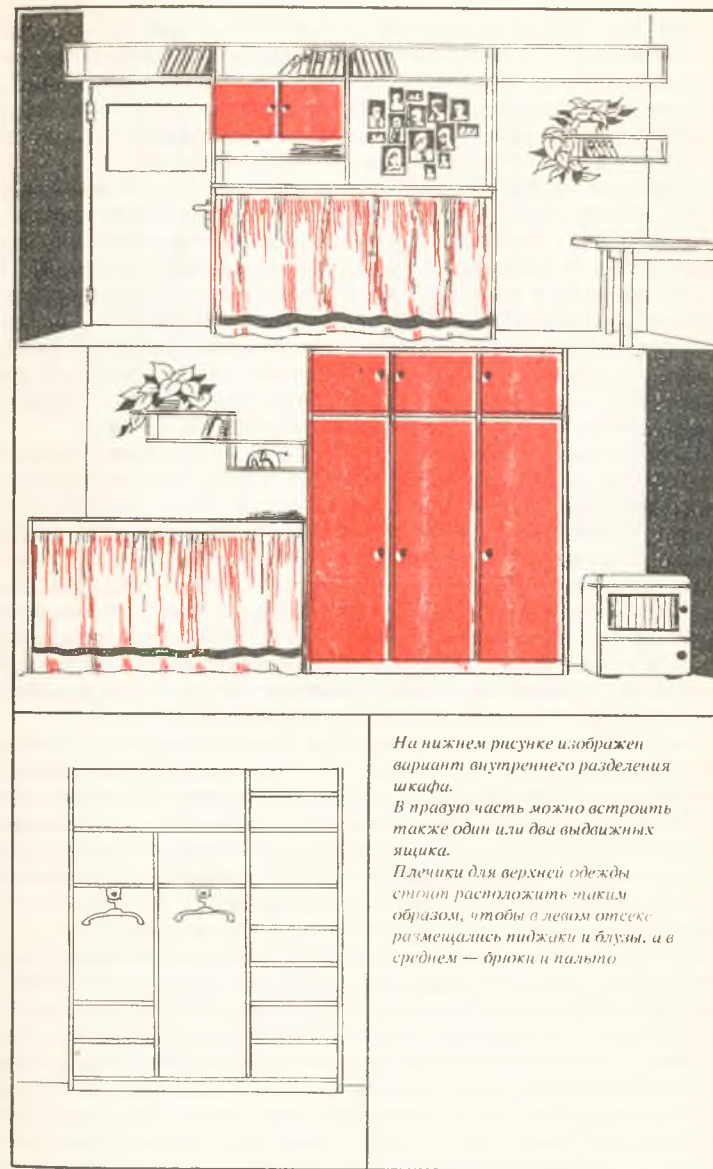 На нижнем рисунке изображен
вариант внутреннего разделения
шкафа.
В правую часть можно встроить
также один или два выдвижных
ящика.
Плечики для верхней одежды
стоит расположить таким
образом, чтобы в левом отсеке
размещались пиджаки и блузы, а в
среднем — брюки и пальто